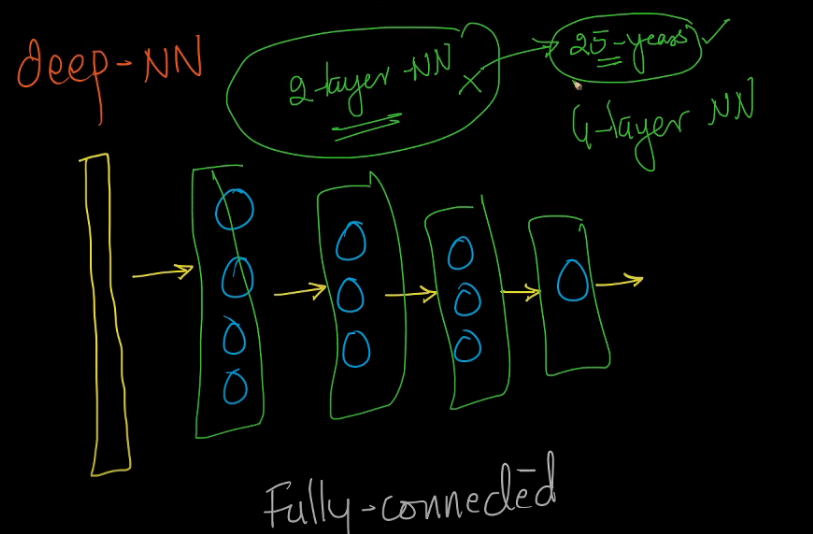 deep-NN
2-layer-NN
25-years
4-layer NN
Fully-connected